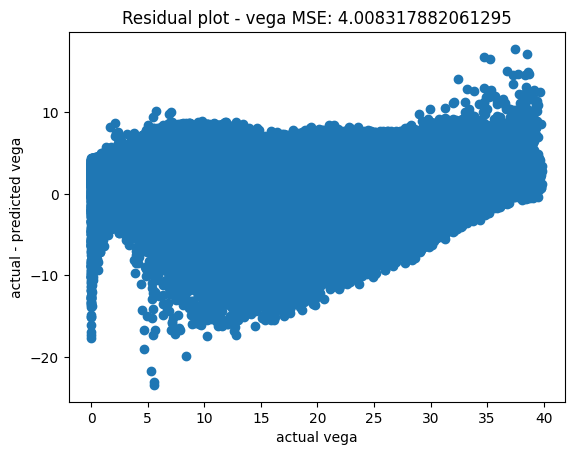 Residual plot - vega MSE: 4.008317882061295
10
0
−10
−20
actual - predicted vega
0 5 10 15 20 25 30 35 40
actual vega